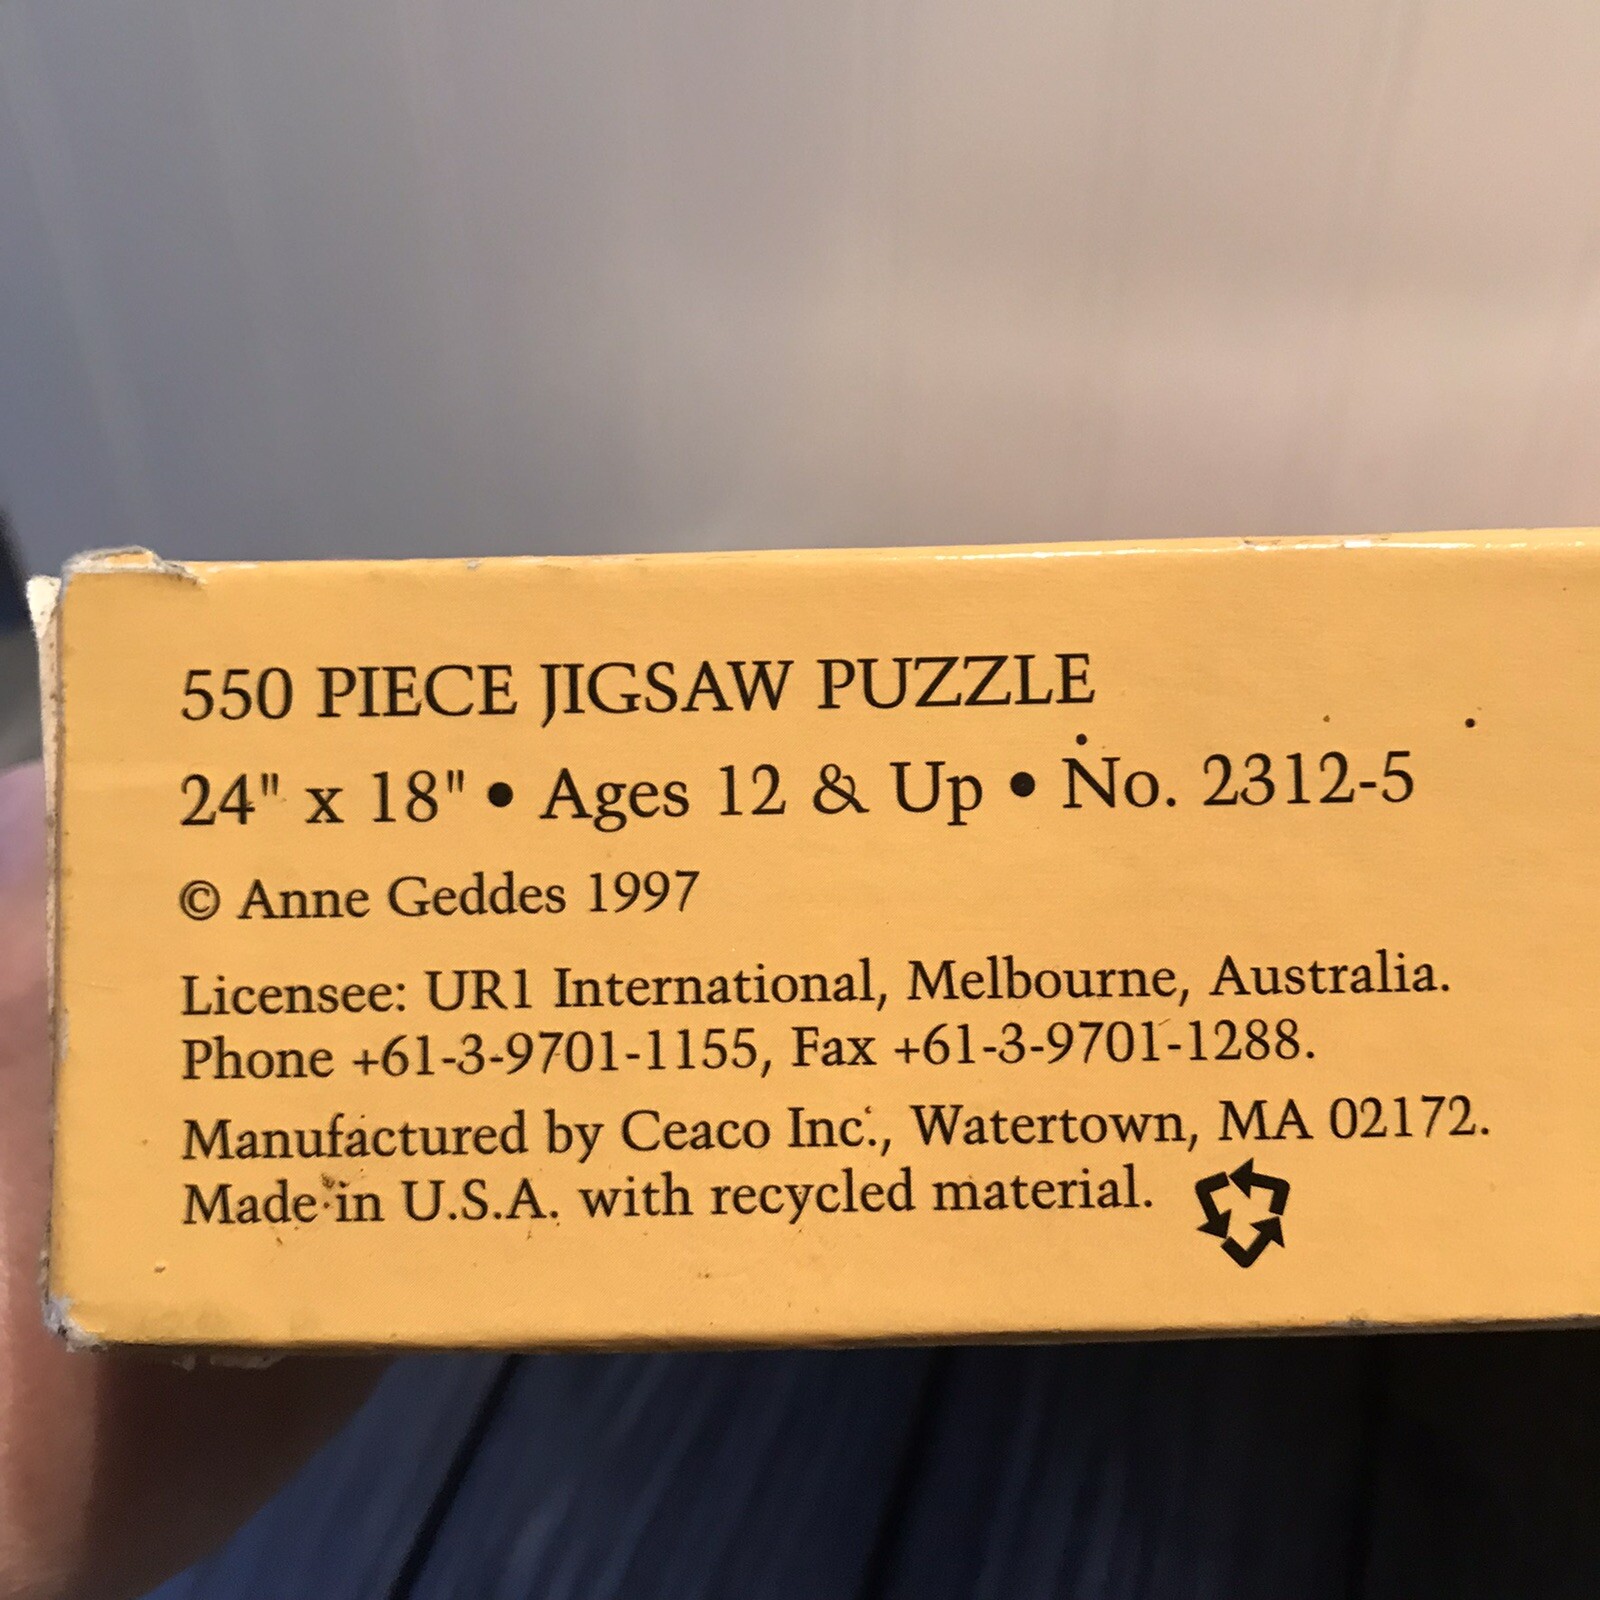 550 PIECE JIGSAW PUZZLE
24" x 18" • Ages 12 & Up • No. 2312-5
© Anne Geddes 1997
Licensee: UR1 International, Melbourne, Australia.
Phone +61-3-9701-1155, Fax +61-3-9701-1288.
Manufactured by Ceaco Inc., Watertown, MA 02172.
Made in U.S.A. with recycled material.